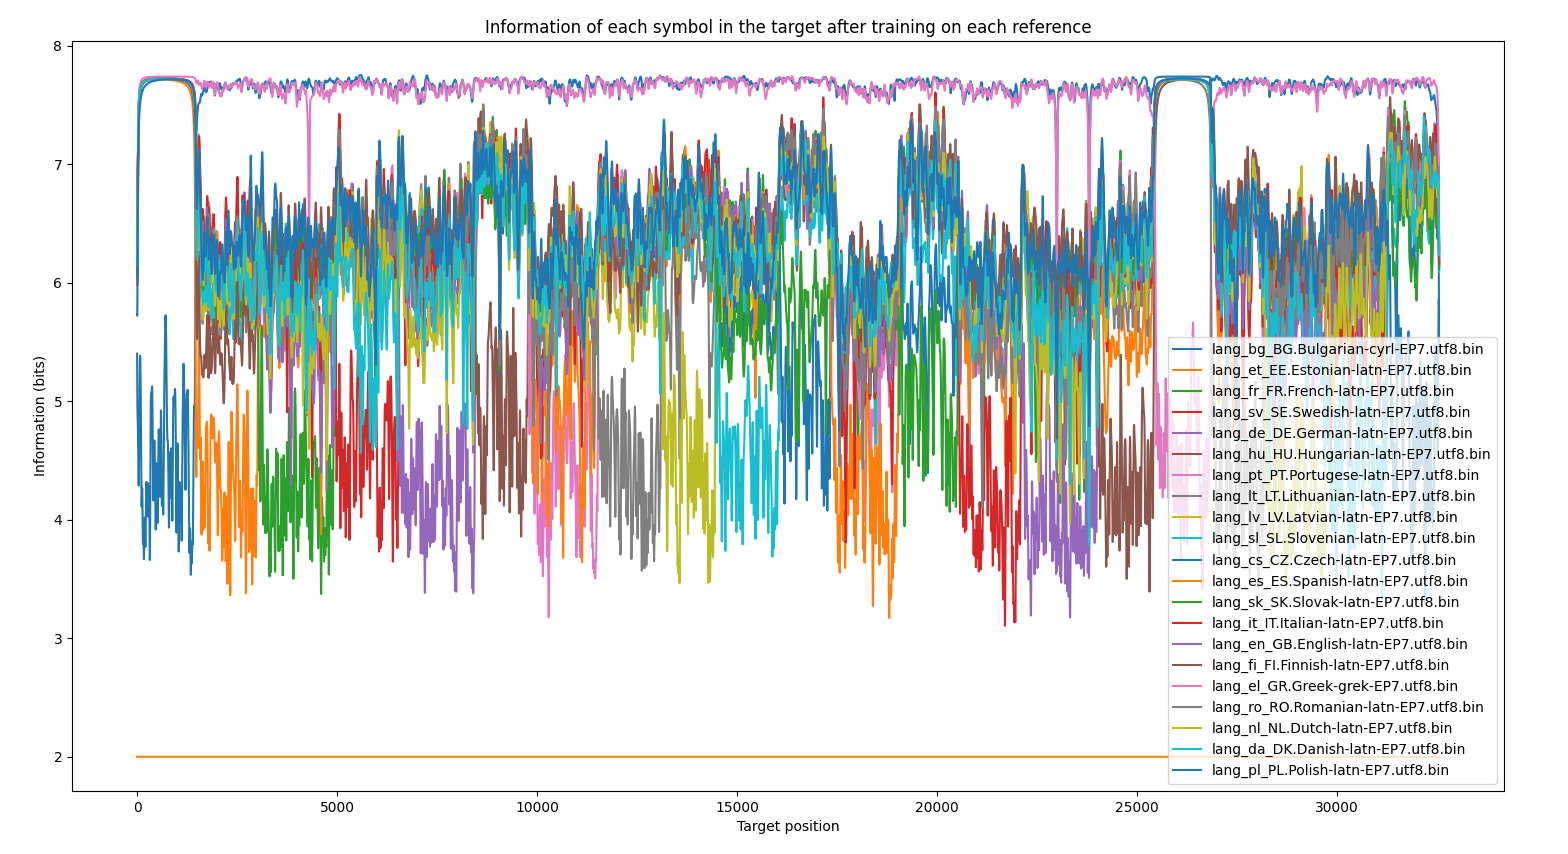 Information of each symbol in the target after training on each reference
8
7
6
5
4
3
2
Information (bits)
0
5000
10000
15000
20000
25000
30000
Target position
lang_bg_BG.Bulgarian-cyrl-EP7.utf8.bin
lang_et_EE.Estonian-latn-EP7.utf8.bin
lang_fr_FR.French-latn-EP7.utf8.bin
lang_sv_SE.Swedish-latn-EP7.utf8.bin
lang_de_DE.German-latn-EP7.utf8.bin
lang_hu_HU.Hungarian-latn-EP7.utf8.bin
lang_pt_PT.Portugese-latn-EP7.utf8.bin
lang_lt_LT.Lithuanian-latn-EP7.utf8.bin
lang_lv_LV.Latvian-latn-EP7.utf8.bin
lang_sl_SL.Slovenian-latn-EP7.utf8.bin
lang_cs_CZ.Czech-latn-EP7.utf8.bin
lang_es_ES.Spanish-latn-EP7.utf8.bin
lang_sk_SK.Slovak-latn-EP7.utf8.bin
lang_it_IT.Italian-latn-EP7.utf8.bin
lang_en_GB.English-latn-EP7.utf8.bin
lang_fi_FI.Finnish-latn-EP7.utf8.bin
lang_el_GR.Greek-grek-EP7.utf8.bin
lang_ro_RO.Romanian-latn-EP7.utf8.bin
lang_nl_NL.Dutch-latn-EP7.utf8.bin
lang_da_DK.Danish-latn-EP7.utf8.bin
lang_pl_PL.Polish-latn-EP7.utf8.bin